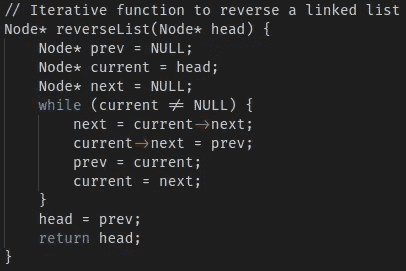 // Iterative function to reverse a linked list
Node* reverseList(Node* head) {
    Node* prev = NULL;
    Node* current = head;
    Node* next = NULL;
    while (current != NULL) {
        next = current->next;
        current->next = prev;
        prev = current;
        current = next;
    }
    head = prev;
    return head;
}